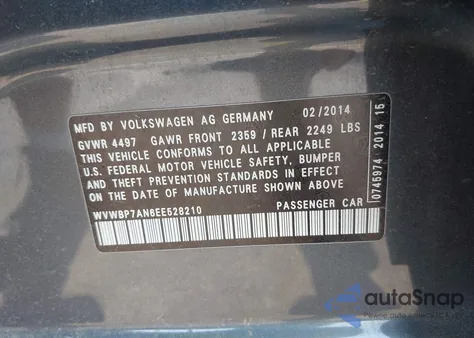 MFD BY VOLKSWAGEN AG GERMANY 02/2014
GVWR 4497 GAWR FRONT 2359 / REAR 2249 LBS
THIS VEHICLE CONFORMS TO ALL APPLICABLE
U.S. FEDERAL MOTOR VEHICLE SAFETY, BUMPER
AND THEFT PREVENTION STANDARDS IN EFFECT
ON THE DATE OF MANUFACTURE SHOWN ABOVE.
WVWBP7AN6EE528210 PASSENGER CAR
0745974 2014 15
autoSnap